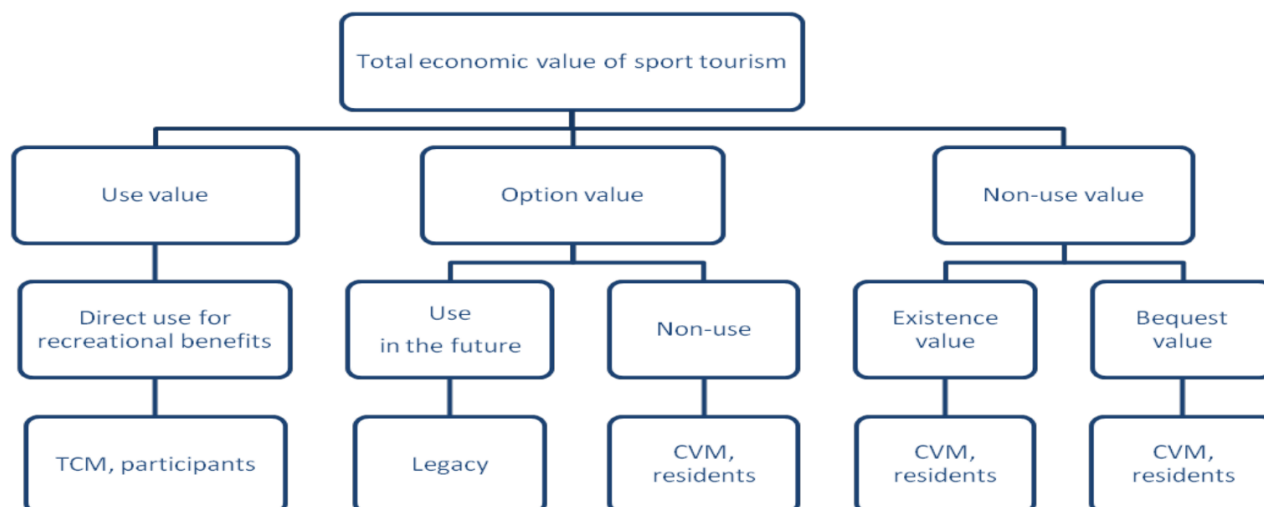 Total economic value of sport tourism
Use value
Option value
Non-use value
Direct use for
recreational benefits
Use
in the future
Non-use
Existence
value
Bequest
value
TCM, participants
Legacy
CVM,
residents
CVM,
residents
CVM,
residents